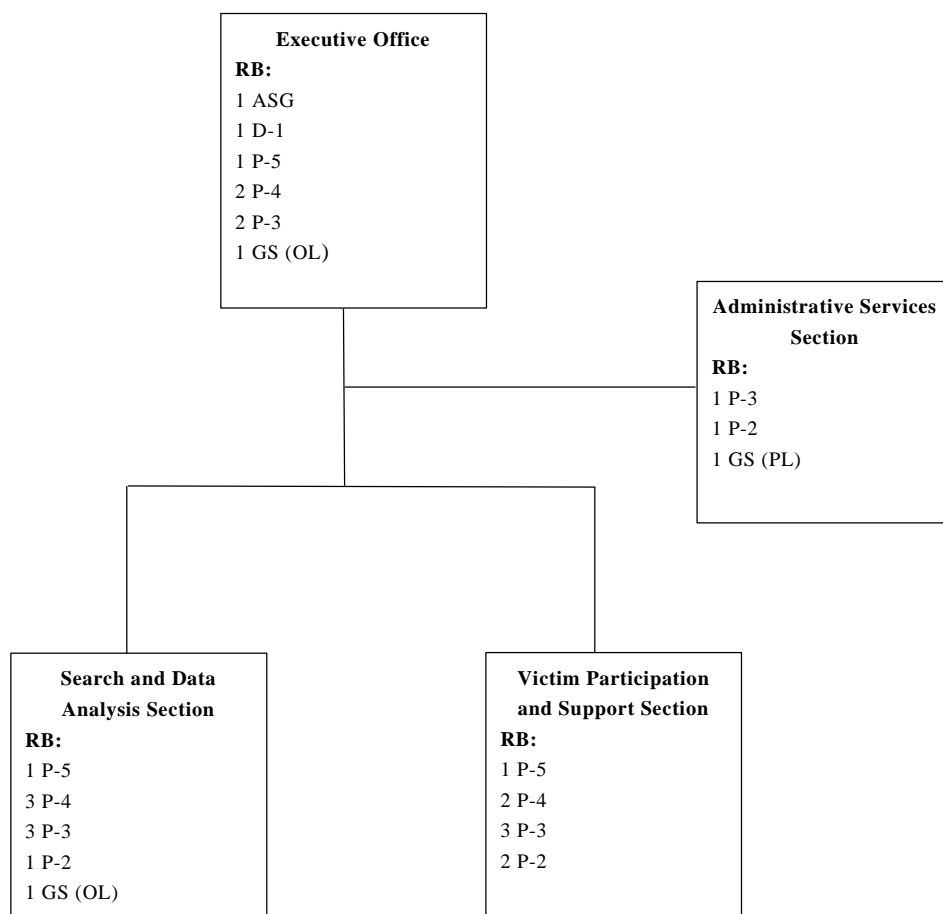 Executive Office
RB:
1 ASG
1 D-1
1 P-5
2 P-4
2 P-3
1 GS (OL)
Administrative Services
Section
RB:
1 P-3
1 P-2
1 GS (PL)
Search and Data
Analysis Section
RB:
1 P-5
3 P-4
3 P-3
1 P-2
1 GS (OL)
Victim Participation
and Support Section
RB:
1 P-5
2 P-4
3 P-3
2 P-2